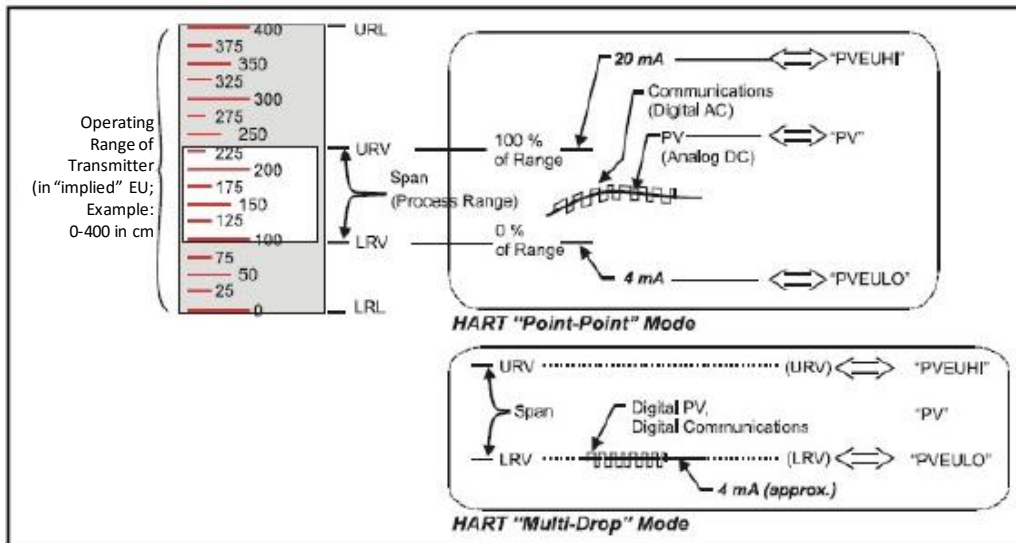 Operating
Range of
Transmitter
(in “implied” EU;
Example:
0-400 in cm
400
375
350
325
300
275
250
225
200
175
150
125
100
75
50
25
0
URL
URV
LRV
LRL
Span
(Process Range)
100 %
of Range
0 %
of Range
20 mA
"PVEUHI"
Communications
(Digital AC)
PV
(Analog DC)
"PV"
4 mA
"PVEULO"
HART "Point-Point" Mode
URV
(URV)
"PVEUHI"
Span
Digital PV,
Digital Communications
"PV"
LRV
(LRV)
"PVEULO"
4 mA (approx.)
HART "Multi-Drop" Mode